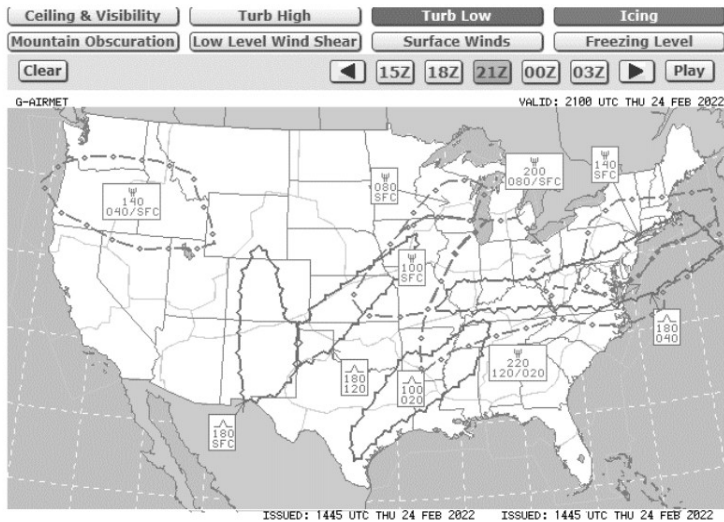 Ceiling & Visibility Turb High Turb Low Icing
Mountain Obscuration Low Level Wind Shear Surface Winds Freezing Level
Clear 15Z 18Z 21Z 00Z 03Z Play
G-AIRMET VALID: 2100 UTC THU 24 FEB 2022
140
040/SFC
080
SFC
200
080/SFC
140
SFC
100
SFC
180
040
180
120
100
020
220
120/020
180
SFC
ISSUED: 1445 UTC THU 24 FEB 2022 ISSUED: 1445 UTC THU 24 FEB 2022